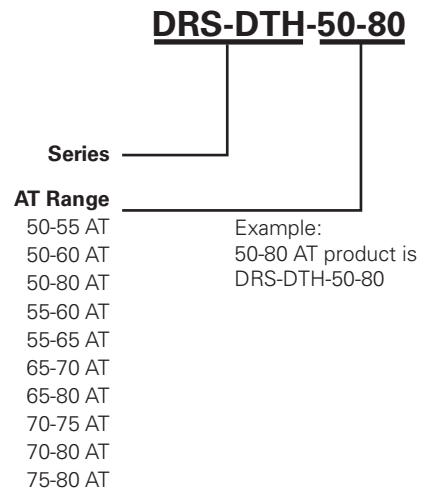 DRS-DTH-50-80
Series
AT Range
50-55 AT
50-60 AT
50-80 AT
55-60 AT
55-65 AT
65-70 AT
65-80 AT
70-75 AT
70-80 AT
75-80 AT
Example:
50-80 AT product is
DRS-DTH-50-80